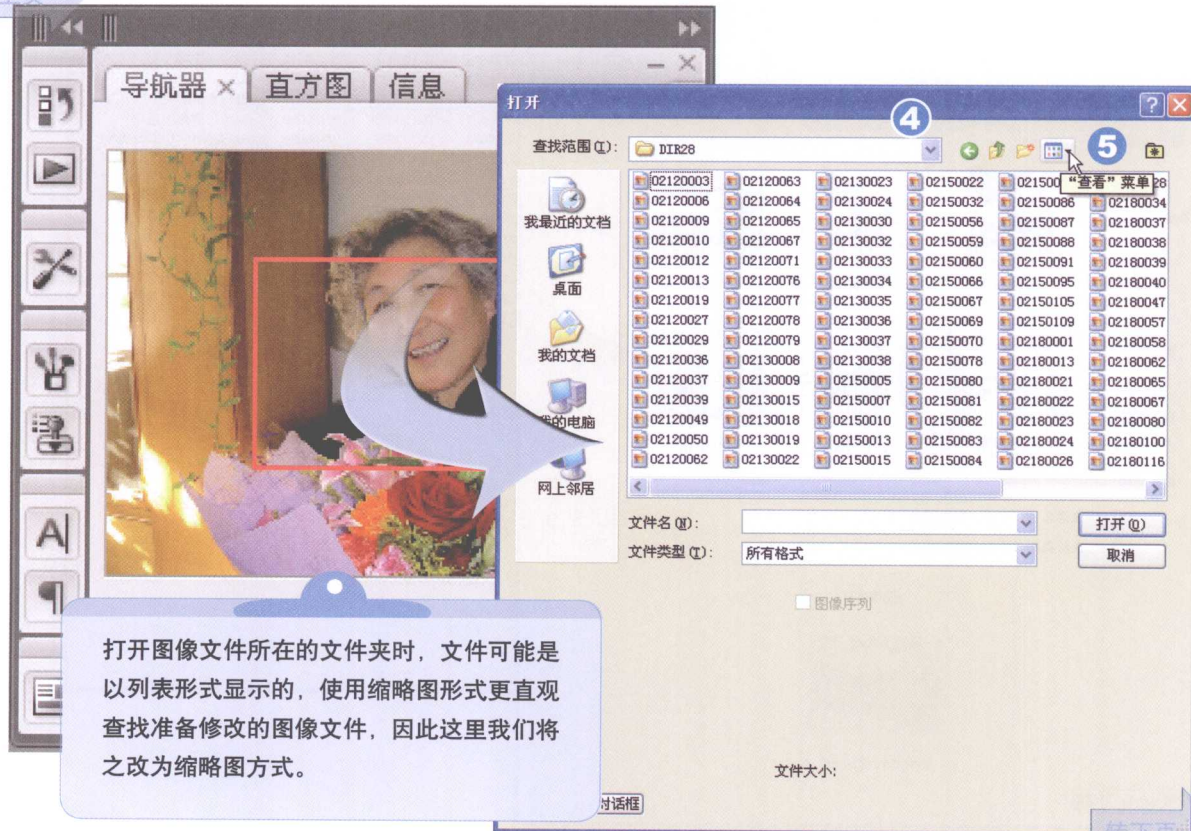 导航器 × 直方图 信息
打开
④
查找范围(I): DIR28
⑤
“查看”菜单
我最近的文档
桌面
我的文档
我的电脑
网上邻居
02120003 02120063 02130023 02150022 021500 28
02120006 02120064 02130024 02150032 02150086 02180034
02120009 02120065 02130030 02150056 02150087 02180037
02120010 02120067 02130032 02150059 02150088 02180038
02120012 02120071 02130033 02150060 02150091 02180039
02120013 02120076 02130034 02150066 02150095 02180040
02120019 02120077 02130035 02150067 02150105 02180047
02120027 02120078 02130036 02150069 02150109 02180057
02120029 02120079 02130037 02150070 02180001 02180058
02120036 02130008 02130038 02150078 02180013 02180062
02120037 02130009 02150005 02150080 02180021 02180065
02120039 02130015 02150007 02150081 02180022 02180067
02120049 02130018 02150010 02150082 02180023 02180080
02120050 02130019 02150013 02150083 02180024 02180100
02120062 02130022 02150015 02150084 02180026 02180116
文件名(N): 打开(O)
文件类型(T): 所有格式 取消
图像序列
打开图像文件所在的文件夹时，文件可能是
以列表形式显示的，使用缩略图形式更直观
查找准备修改的图像文件，因此这里我们将
之改为缩略图方式。
文件大小:
对话框